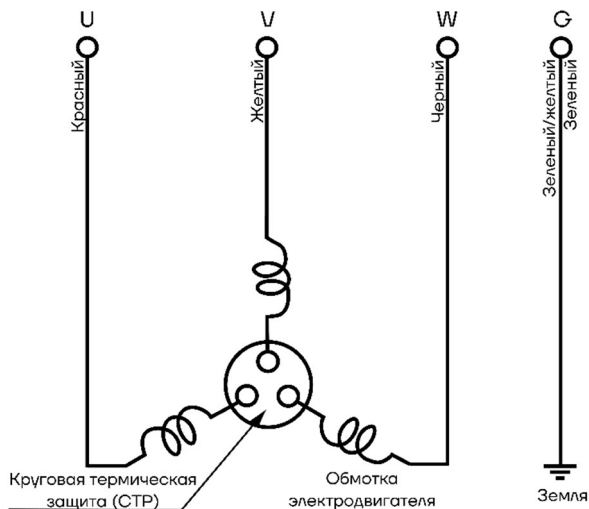 U V W G
Красный
Желтый
Черный
Зеленый/желтый
Зеленый
Круговая термическая
защита (СТР)
Обмотка
электродвигателя
Земля